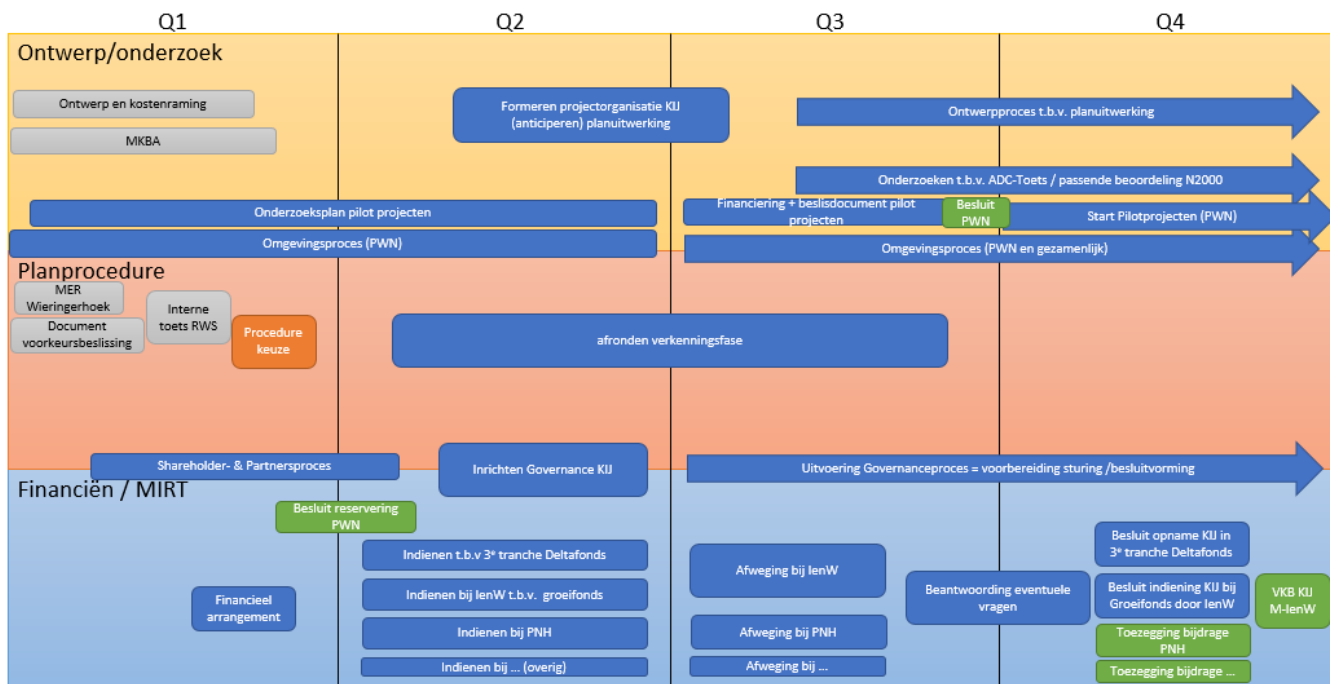 Q1
Q2
Q3
Q4
Ontwerp/onderzoek
Ontwerp en kostenraming
MKBA
Formeren projectorganisatie KIJ
(anticiperen) planuitwerking
Ontwerpproces t.b.v. planuitwerking
Onderzoeken t.b.v. ADC-Toets / passende beoordeling N2000
Onderzoeksplan pilot projecten
Financiering + beslisdocument pilot
projecten
Besluit
PWN
Start Pilotprojecten (PWN)
Omgevingsproces (PWN)
Omgevingsproces (PWN en gezamenlijk)
Planprocedure
MER
Wieringerhoek
Document
voorkeursbeslissing
Interne
toets RWS
Procedure
keuze
afronden verkenningsfase
Shareholder- & Partnersproces
Inrichten Governance KIJ
Uitvoering Governanceproces = voorbereiding sturing /besluitvorming
Financiën / MIRT
Besluit reservering
PWN
Financieel
arrangement
Indienen t.b.v 3ᵉ tranche Deltafonds
Indienen bij IenW t.b.v. groeifonds
Indienen bij PNH
Indienen bij ... (overig)
Afweging bij IenW
Afweging bij PNH
Afweging bij ...
Beantwoording eventuele
vragen
Besluit opname KIJ in
3ᵉ tranche Deltafonds
Besluit indiening KIJ bij
Groeifonds door IenW
Toezegging bijdrage
PNH
Toezegging bijdrage ...
VKB KIJ
M-IenW